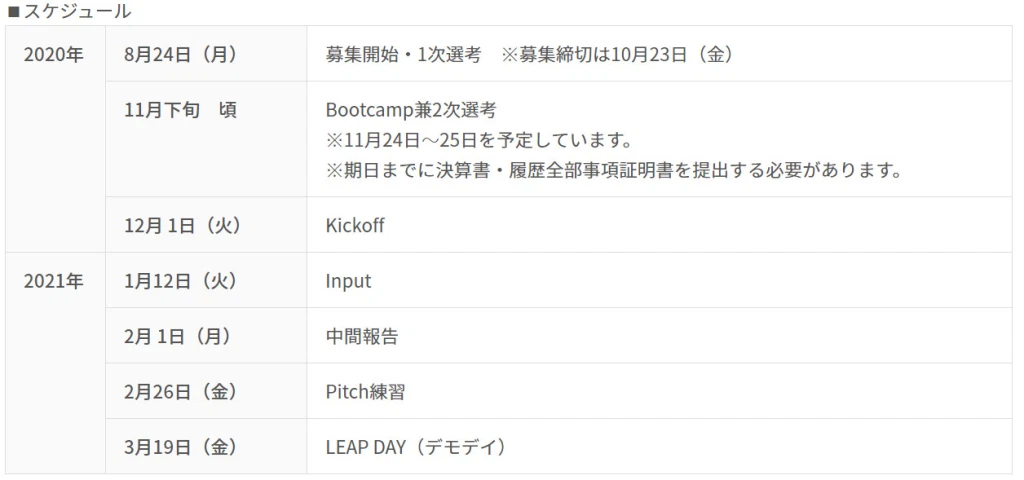 ■スケジュール
2020年
8月24日（月）
募集開始・1次選考　※募集締切は10月23日（金）
11月下旬　頃
Bootcamp兼2次選考
※11月24日～25日を予定しています。
※期日までに決算書・履歴全部事項証明書を提出する必要があります。
12月 1日（火）
Kickoff
2021年
1月12日（火）
Input
2月 1日（月）
中間報告
2月26日（金）
Pitch練習
3月19日（金）
LEAP DAY（デモデイ）